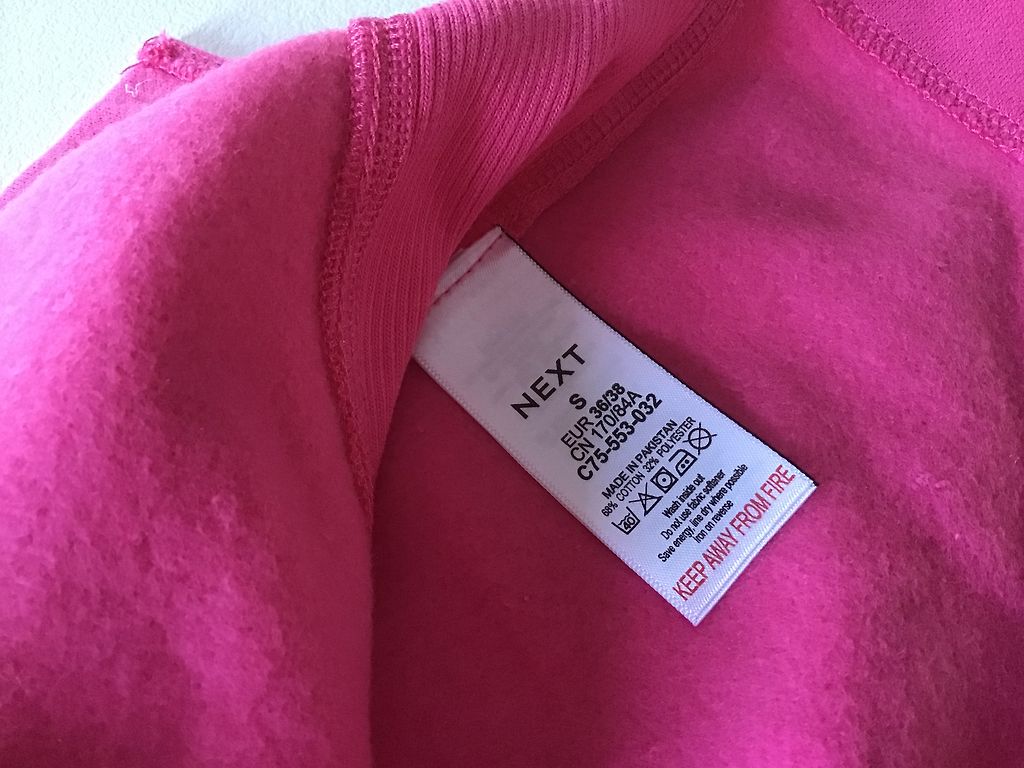 NEXT
S
EUR 36/38
CN 170/84A
C75-553-032
MADE IN PAKISTAN
68% COTTON 32% POLYESTER
40
Wash inside out
Do not use fabric softener
Save energy, line dry where possible
Iron on reverse
KEEP AWAY FROM FIRE